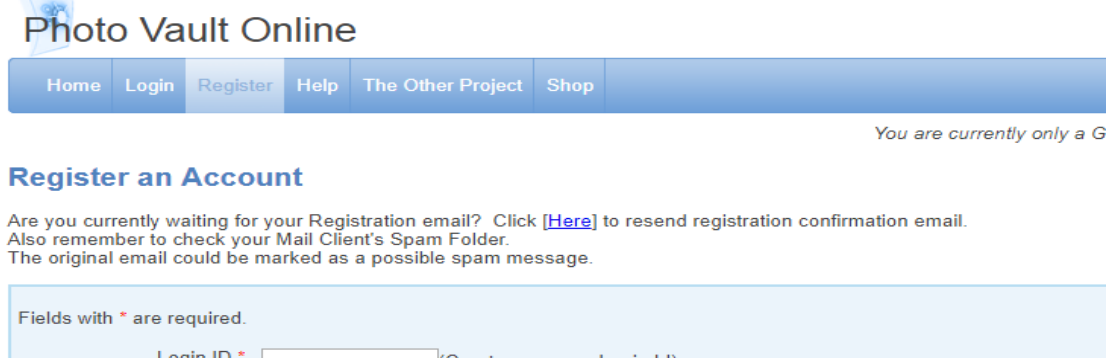 Photo Vault Online
Home Login Register Help The Other Project Shop
You are currently only a G
Register an Account
Are you currently waiting for your Registration email? Click [Here] to resend registration confirmation email.
Also remember to check your Mail Client's Spam Folder.
The original email could be marked as a possible spam message.
Fields with * are required.
Login ID *